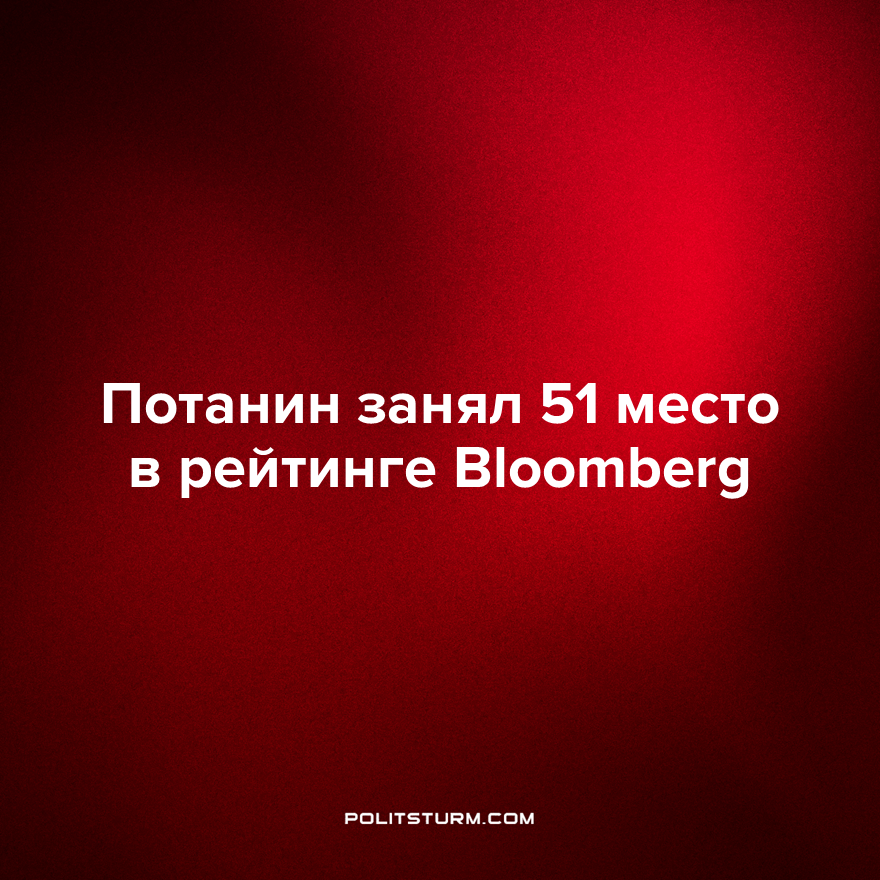 Потанин занял 51 место
в рейтинге Bloomberg
POLITSTURM.COM